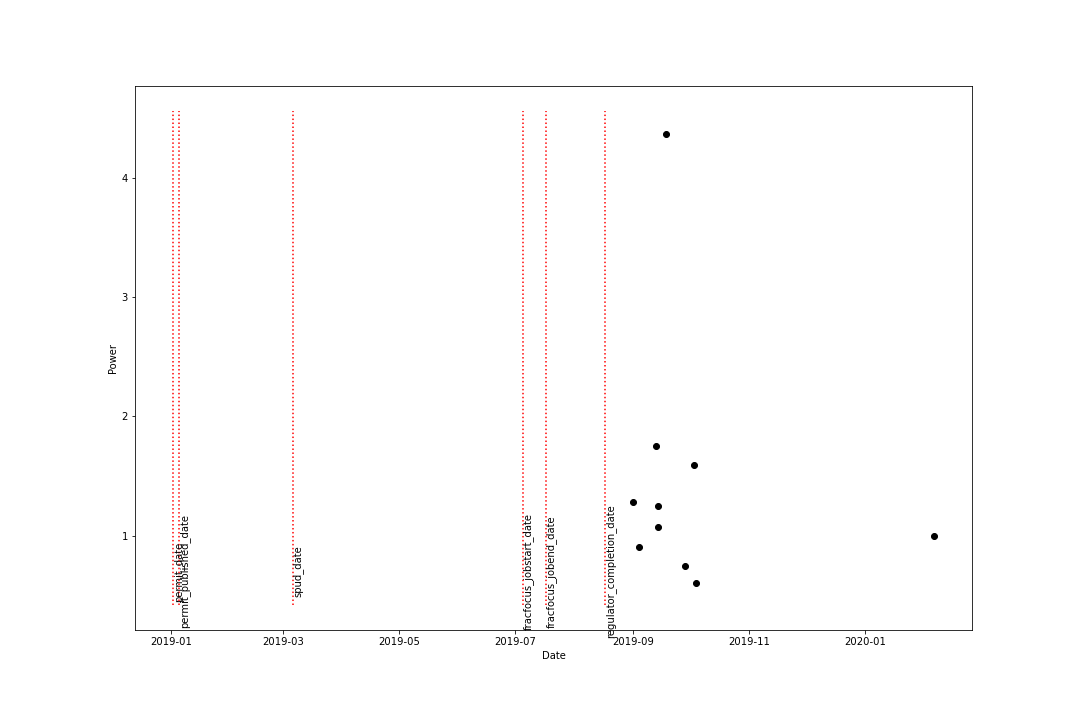 4
3
2
1
Power
permit_date
permit_published_date
spud_date
fracfocus_jobstart_date
fracfocus_jobend_date
regulator_completion_date
2019-01
2019-03
2019-05
2019-07
2019-09
2019-11
2020-01
Date